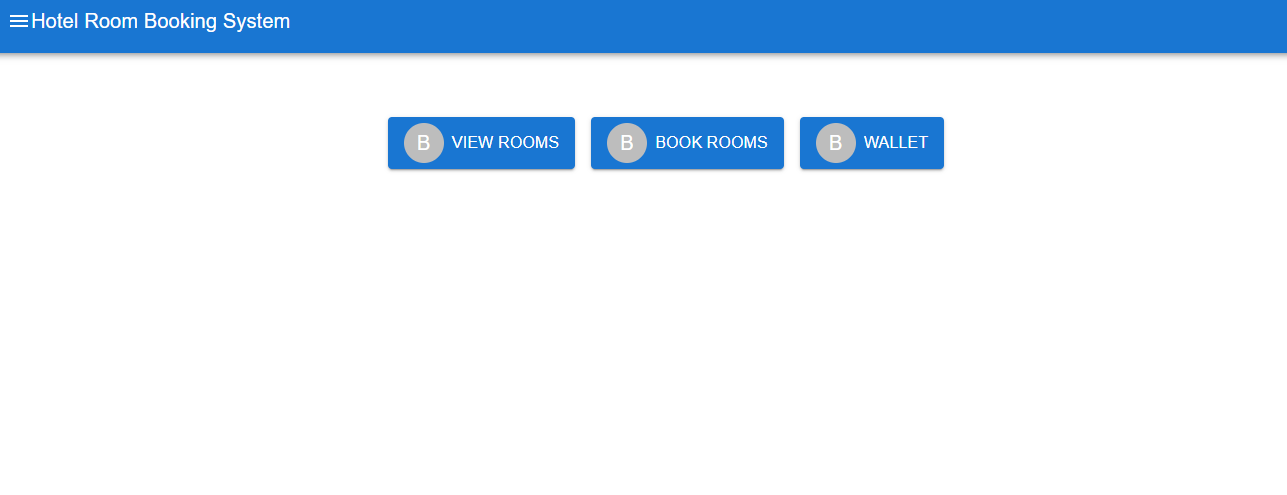 Hotel Room Booking System
B VIEW ROOMS B BOOK ROOMS B WALLET